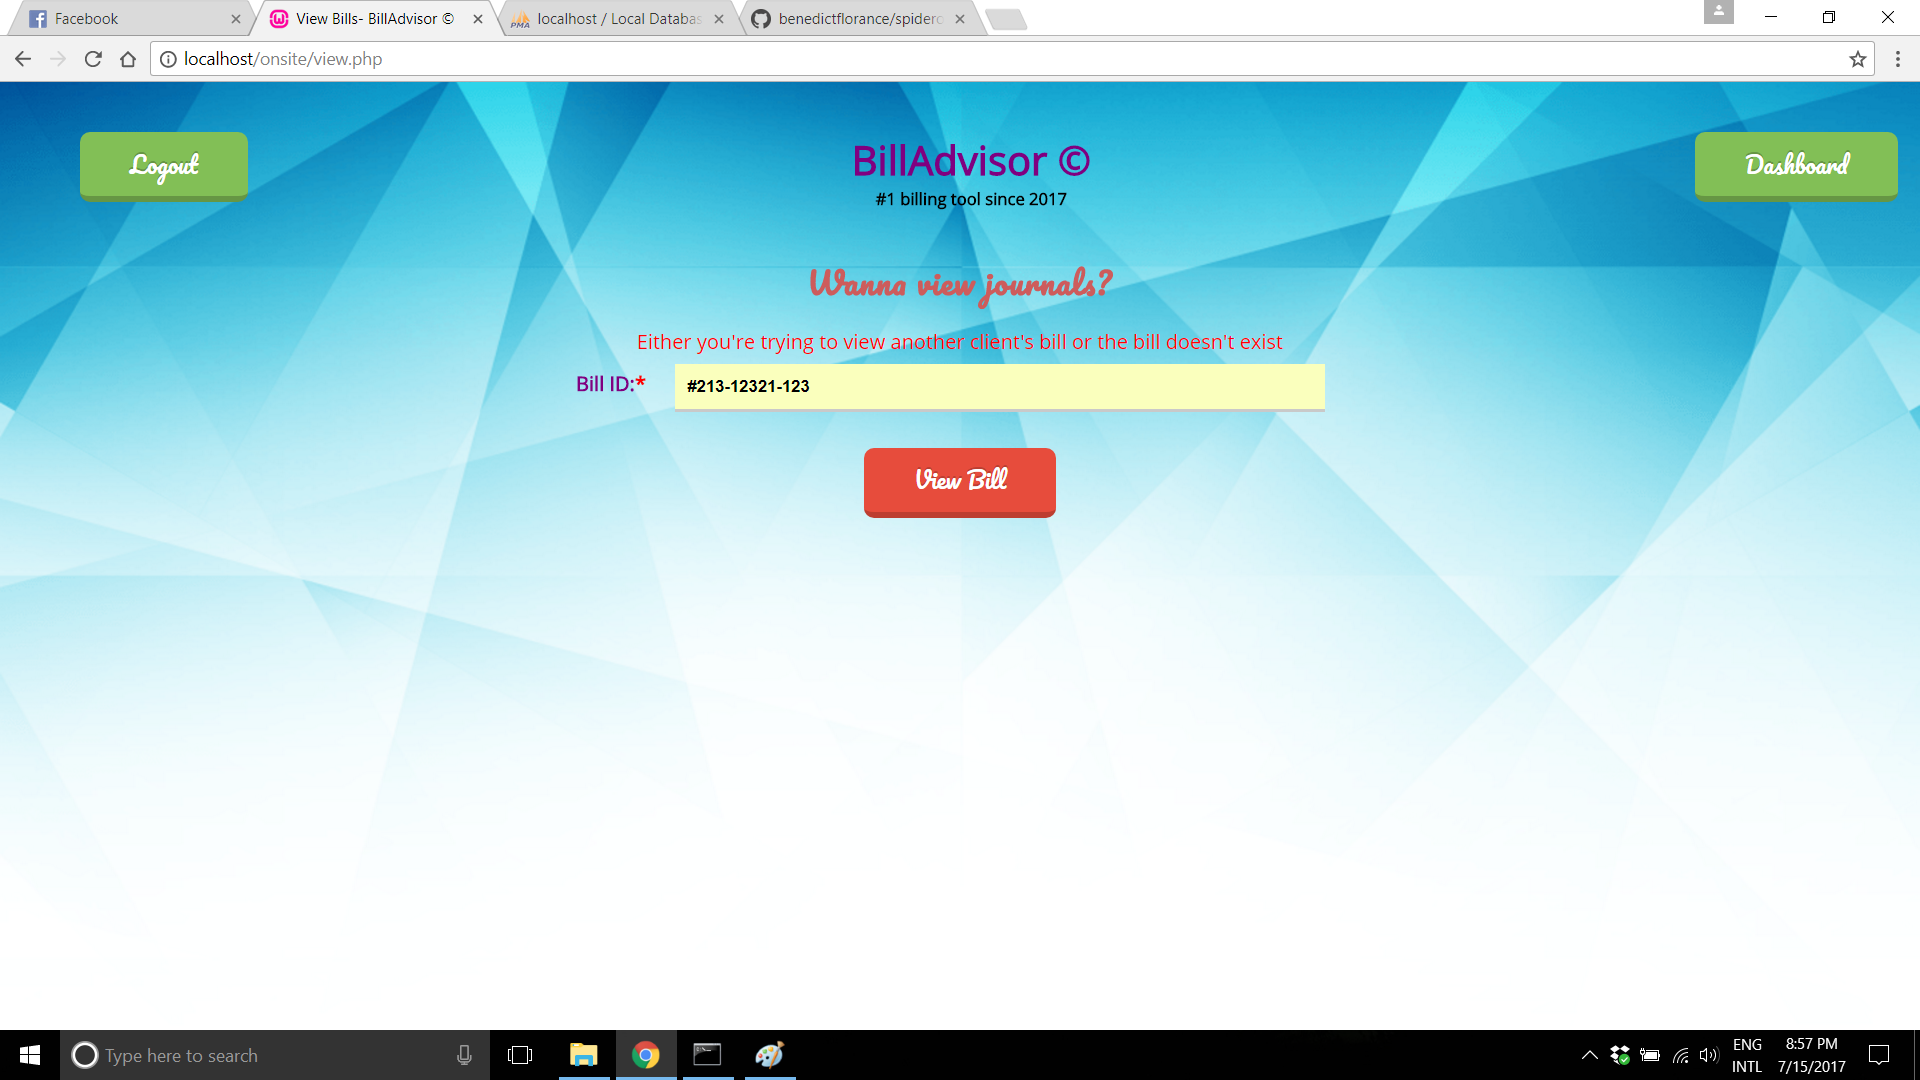 Facebook
View Bills- BillAdvisor ©
localhost / Local Databas
benedictflorance/spiderc
localhost/onsite/view.php
Logout
BillAdvisor ©
#1 billing tool since 2017
Dashboard
Wanna view journals?
Either you're trying to view another client's bill or the bill doesn't exist
Bill ID:*
#213-12321-123
View Bill
Type here to search
ENG
INTL
8:57 PM
7/15/2017